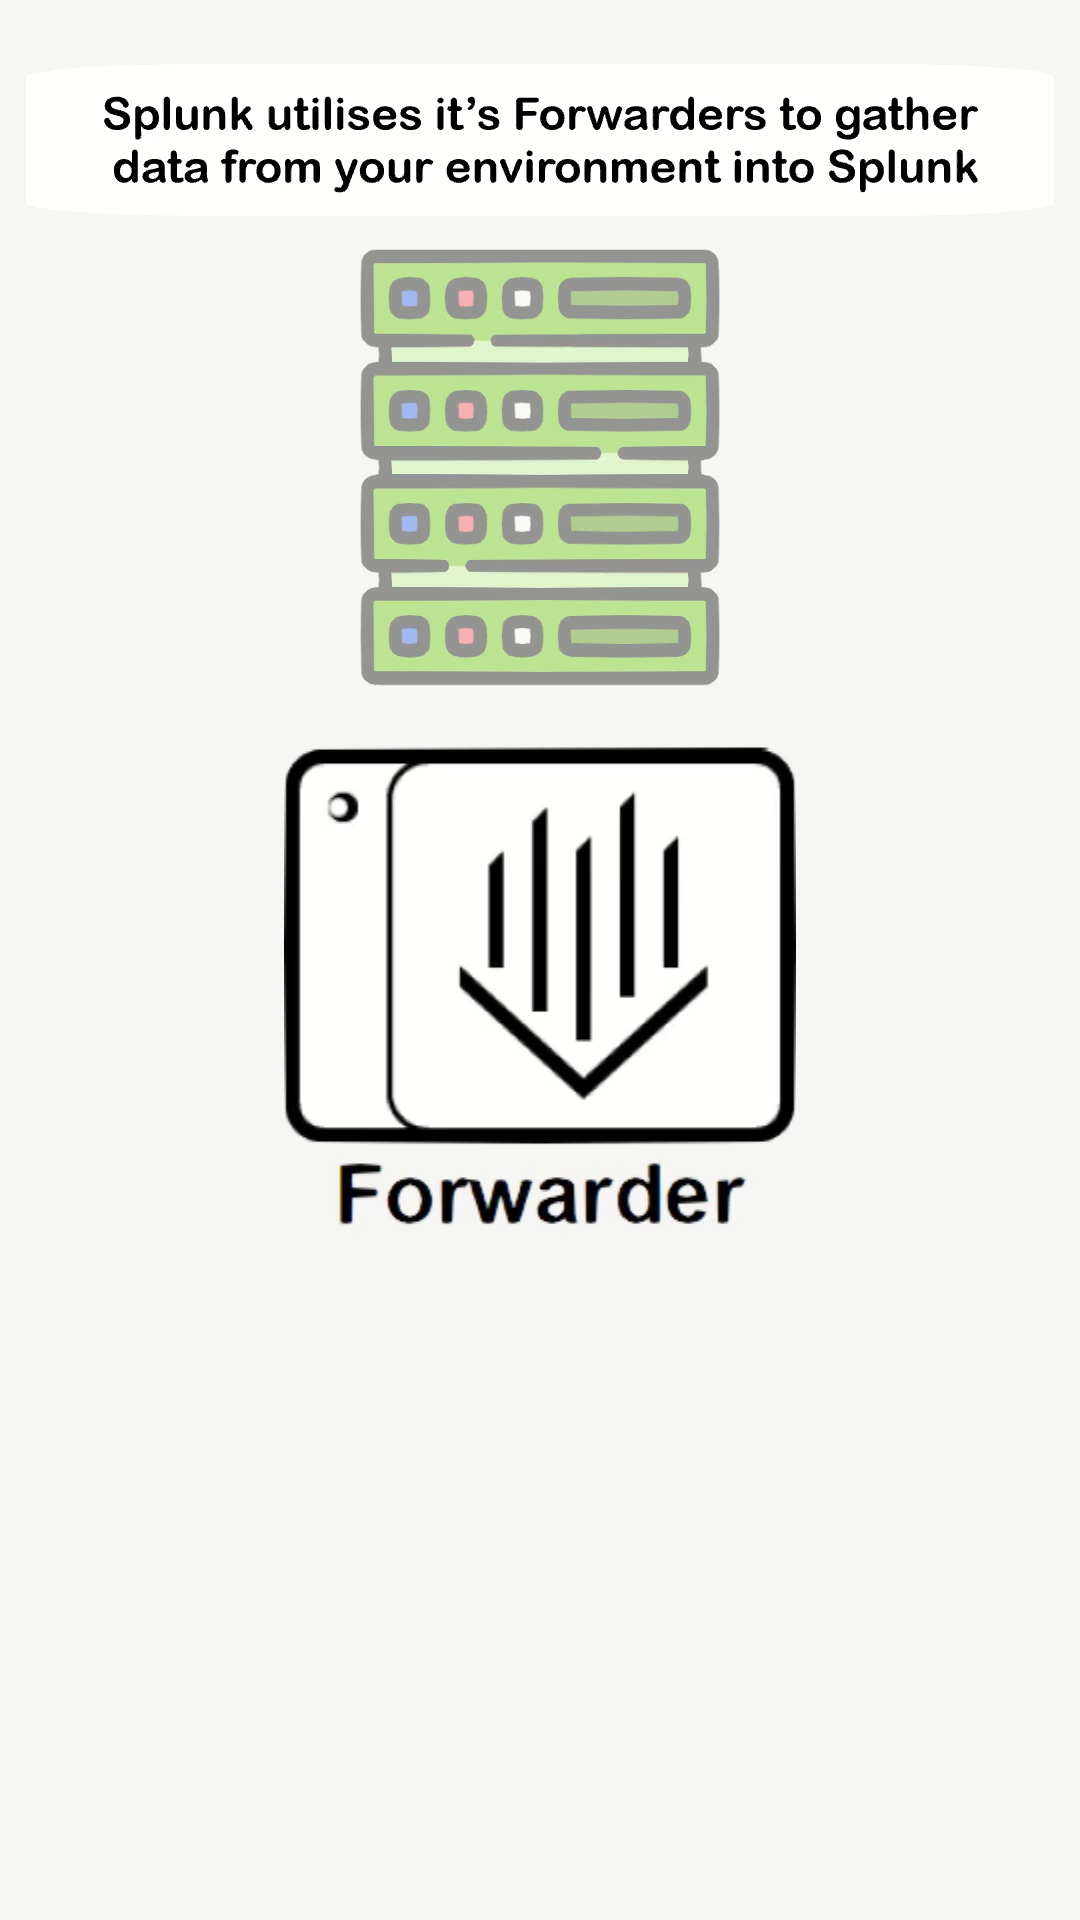 Splunk utilises it’s Forwarders to gather
data from your environment into Splunk
Forwarder